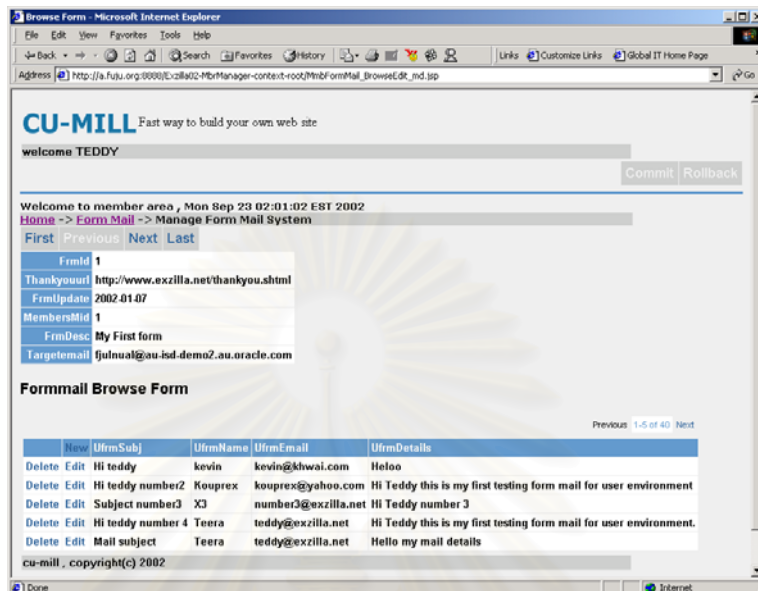 Browse Form - Microsoft Internet Explorer
File Edit View Favorites Tools Help
Back Search Favorites History Links Customize Links Global IT Home Page
Address http://a.fuju.org:8888/Exzilla02-MbrManager-context-root/MmbFormMail_BrowseEdit_md.jsp Go
CU-MILL Fast way to build your own web site
welcome TEDDY
Commit Rollback
Welcome to member area , Mon Sep 23 02:01:02 EST 2002
Home -> Form Mail -> Manage Form Mail System
First Previous Next Last
FrmId 1
Thankyouurl http://www.exzilla.net/thankyou.shtml
FrmUpdate 2002-01-07
MembersMid 1
FrmDesc My First form
Targetemail fjulnual@au-isd-demo2.au.oracle.com
Formmail Browse Form
Previous 1-5 of 40 Next
New UfrmSubj UfrmName UfrmEmail UfrmDetails
Delete Edit Hi teddy kevin kevin@khwai.com Heloo
Delete Edit Hi teddy number2 Kouprex kouprex@yahoo.com Hi Teddy this is my first testing form mail for user environment
Delete Edit Subject number3 X3 number3@exzilla.net Hi Teddy number 3
Delete Edit Hi teddy number 4 Teera teddy@exzilla.net Hi Teddy this is my first testing form mail for user environment.
Delete Edit Mail subject Teera teddy@exzilla.net Hello my mail details
cu-mill , copyright(c) 2002
Done Internet